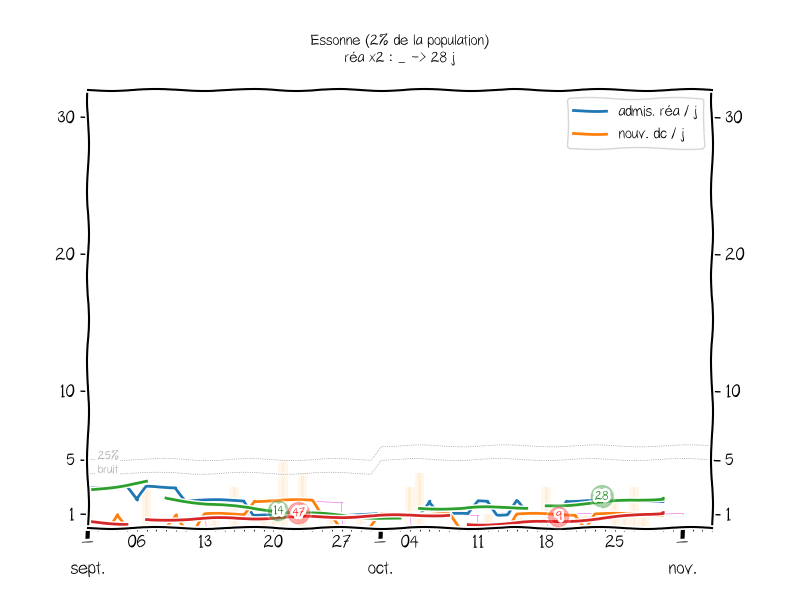 Essonne (2% de la population)
réa x2 : _ -> 28 j
admis. réa / j
nouv. dc / j
30
30
20
20
10
10
25%
5
5
bruit
28
14
47
9
1
1
06
13
20
27
04
11
18
25
sept.
oct.
nov.